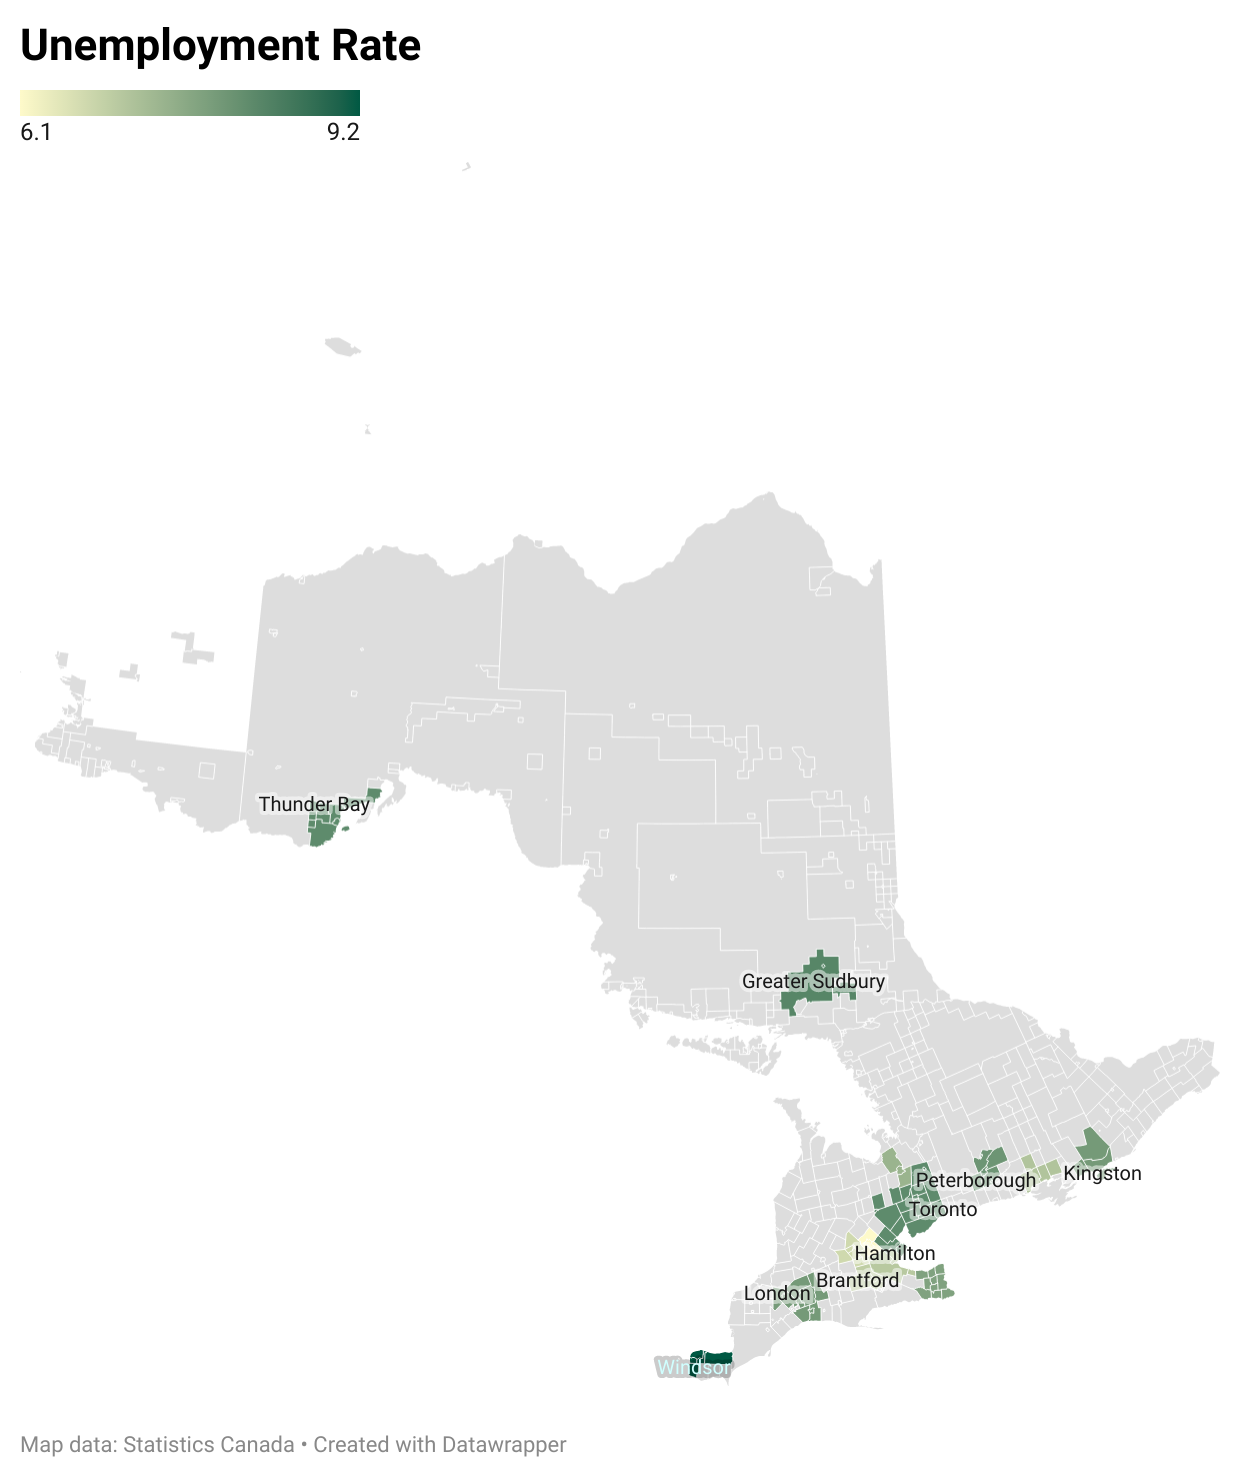 Unemployment Rate
6.1 9.2
Thunder Bay
Greater Sudbury
Kingston
Peterborough
Toronto
Hamilton
Brantford
London
Windsor
Map data: Statistics Canada • Created with Datawrapper